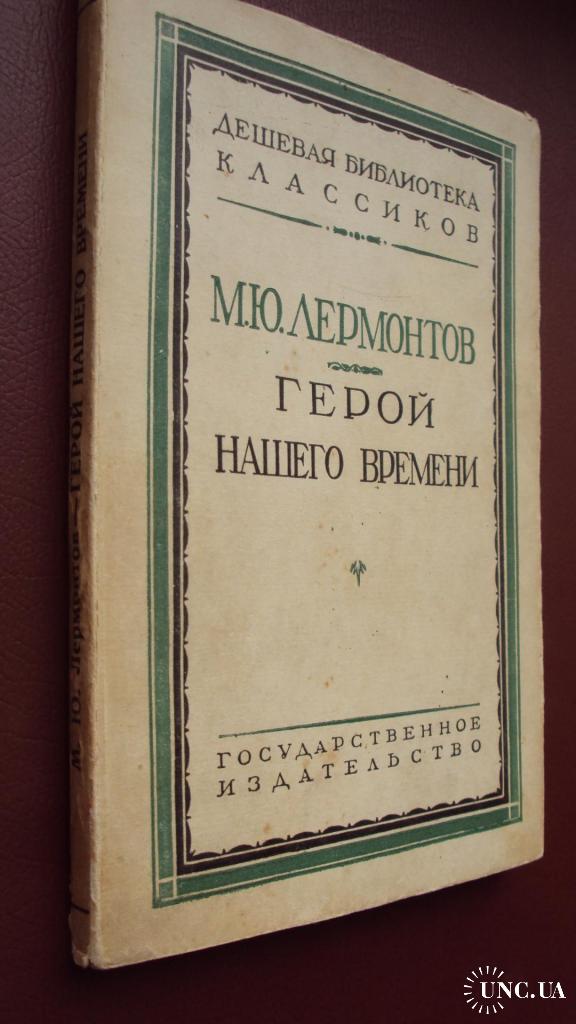 ДЕШЕВАЯ БИБЛИОТЕКА
КЛАССИКОВ
М.Ю.ЛЕРМОНТОВ
ГЕРОЙ
НАШЕГО ВРЕМЕНИ
ГОСУДАРСТВЕННОЕ
ИЗДАТЕЛЬСТВО
М. Ю. Лермонтов — ГЕРОЙ НАШЕГО ВРЕМЕНИ
UNC.UA